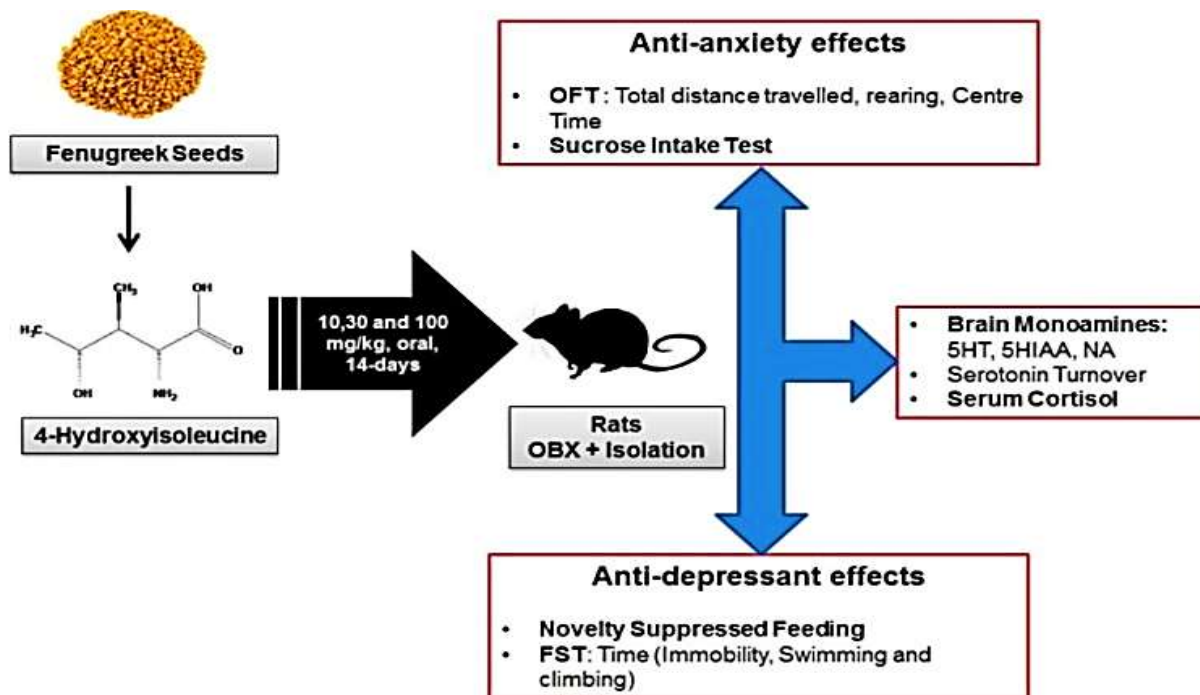 Fenugreek Seeds
CH₃
OH
H₃C
O
OH
NH₂
4-Hydroxyisoleucine
10,30 and 100
mg/kg, oral,
14-days
Rats
OBX + Isolation
Anti-anxiety effects
• OFT: Total distance travelled, rearing, Centre
Time
• Sucrose Intake Test
• Brain Monoamines:
5HT, 5HIAA, NA
• Serotonin Turnover
• Serum Cortisol
Anti-depressant effects
• Novelty Suppressed Feeding
• FST: Time (Immobility, Swimming and
climbing)